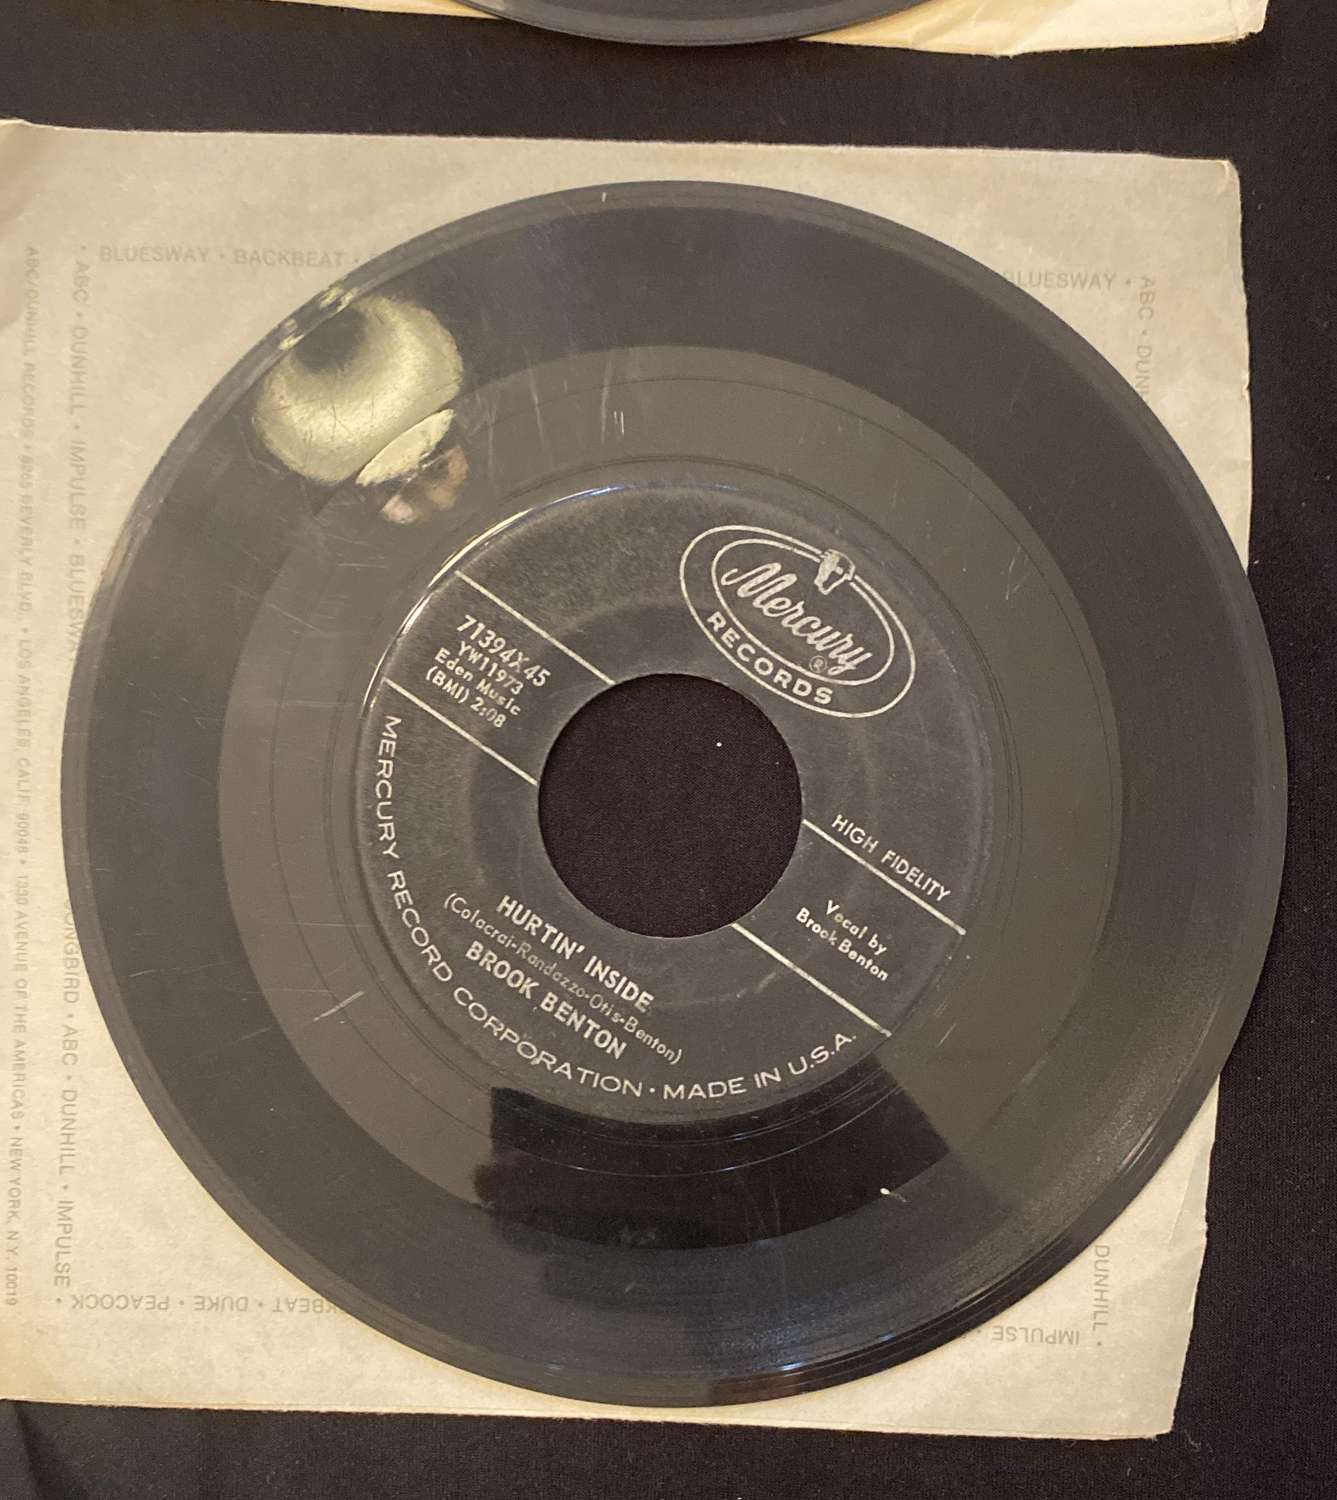 BLUESWAY • BACKBEAT •
BLUESWAY •
ABC • DUNHILL • IMPULSE • BLUESWAY
ABC/DUNHILL RECORDS • 8255 BEVERLY BLVD. • LOS ANGELES, CALIF. 90048 • 1330 AVENUE OF THE AMERICAS • NEW YORK, N.Y. 10019
SONGBIRD • ABC • DUNHILL • IMPULSE •
ABC •
Mercury ®
RECORDS
71394X45
YW11973
Eden Music
(BMI) 2:08
HIGH FIDELITY
Vocal by
Brook Benton
HURTIN' INSIDE
(Colacrai-Randazzo-Otis-Benton)
BROOK BENTON
MERCURY RECORD CORPORATION • MADE IN U.S.A.
DUNHILL •
IMPULSE •
PEACOCK • DUKE •